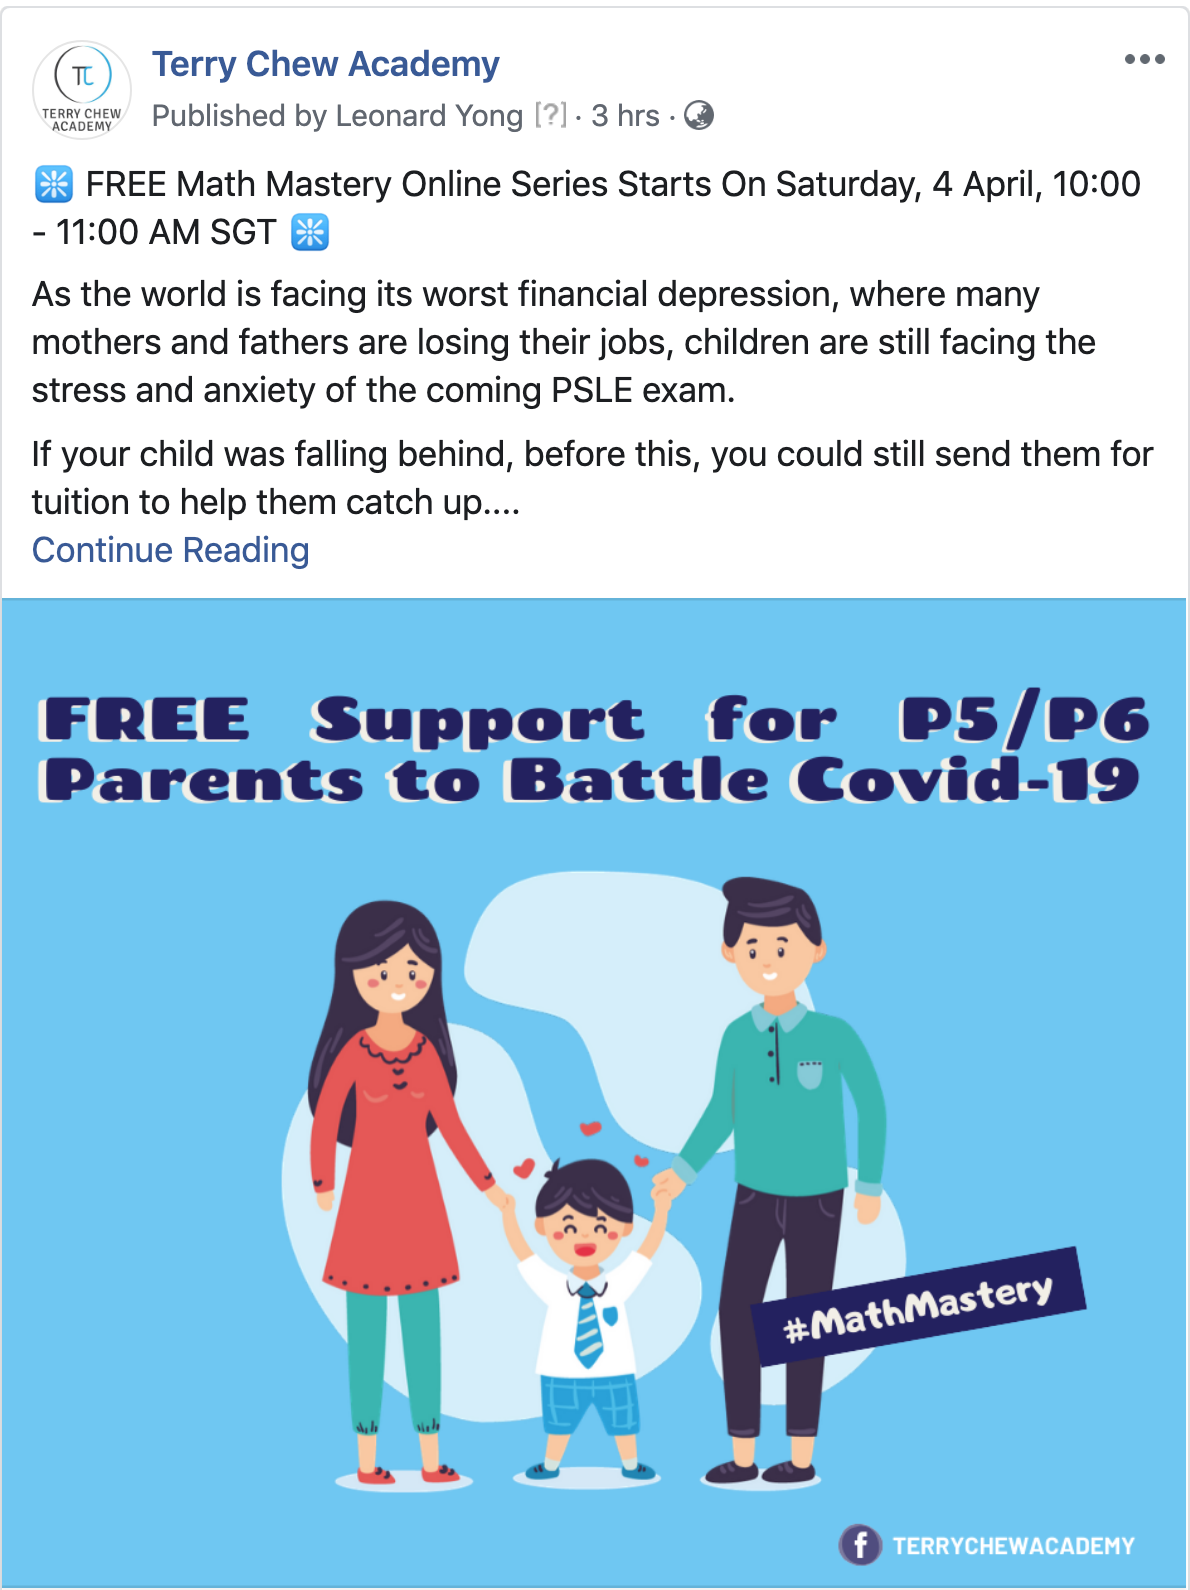 TC
TERRY CHEW
ACADEMY
Terry Chew Academy
Published by Leonard Yong [?] · 3 hrs ·
FREE Math Mastery Online Series Starts On Saturday, 4 April, 10:00
- 11:00 AM SGT
As the world is facing its worst financial depression, where many
mothers and fathers are losing their jobs, children are still facing the
stress and anxiety of the coming PSLE exam.
If your child was falling behind, before this, you could still send them for
tuition to help them catch up....
Continue Reading
FREE Support for P5/P6
Parents to Battle Covid-19
#MathMastery
f TERRYCHEWACADEMY